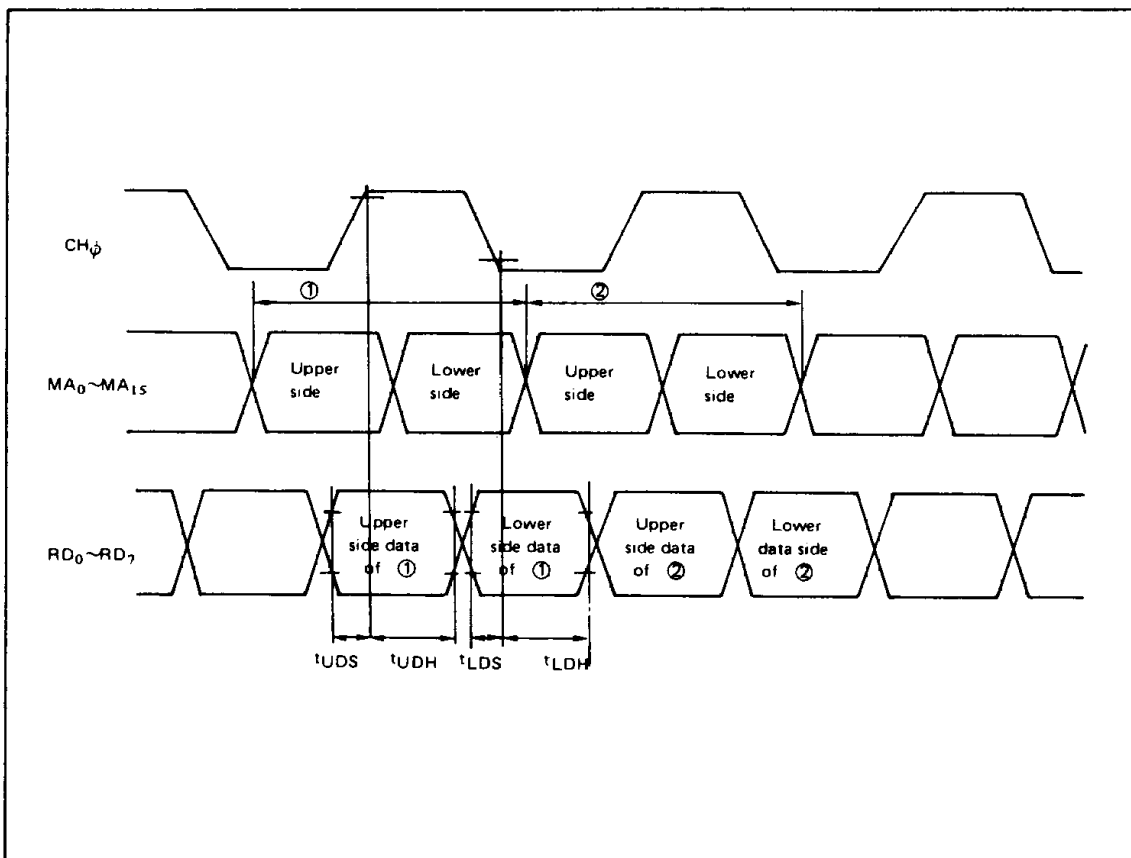 CHφ
① ②
MA₀~MA₁₅
Upper side
Lower side
Upper side
Lower side
RD₀~RD₇
Upper side data of ①
Lower side data of ①
Upper side data of ②
Lower data side of ②
tUDS tUDH tLDS tLDH